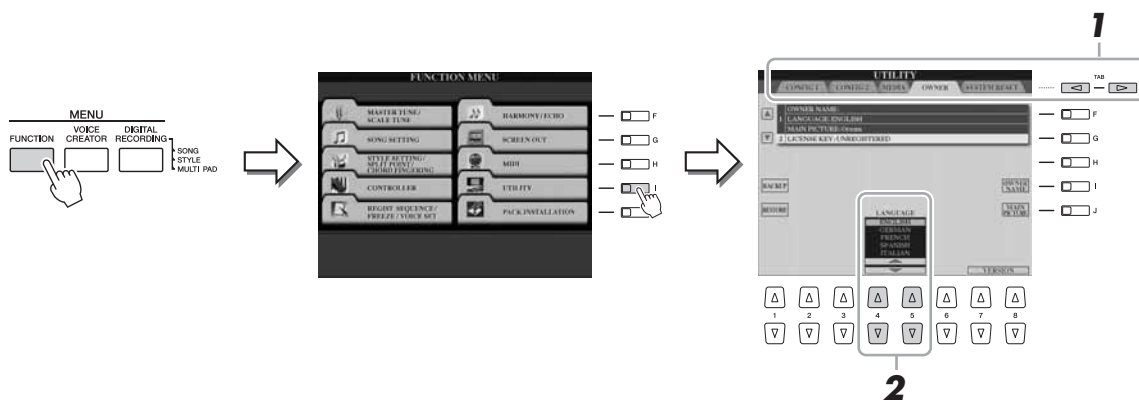 MENU
FUNCTION
VOICE CREATOR
DIGITAL RECORDING
SONG
STYLE
MULTI PAD
FUNCTION MENU
MASTER TUNE/
SCALE TUNE
SONG SETTING
STYLE SETTING/
SPLIT POINT/
CHORD FINGERING
CONTROLLER
REGIST SEQUENCE/
FREEZE/VOICE SET
HARMONY/ECHO
SCREEN OUT
MIDI
UTILITY
PACK INSTALLATION
F
G
H
I
1
UTILITY
CONFIG 1
CONFIG 2
MEDIA
OWNER
SYSTEM RESET
TAB
OWNER NAME:
1 LANGUAGE: ENGLISH
MAIN PICTURE: Ocean
2 LICENSE KEY: UNREGISTERED
BACKUP
RESTORE
OWNER
NAME
MAIN
PICTURE
F
G
H
I
J
LANGUAGE
ENGLISH
GERMAN
FRENCH
SPANISH
ITALIAN
VERSION
1 2 3 4 5 6 7 8
2